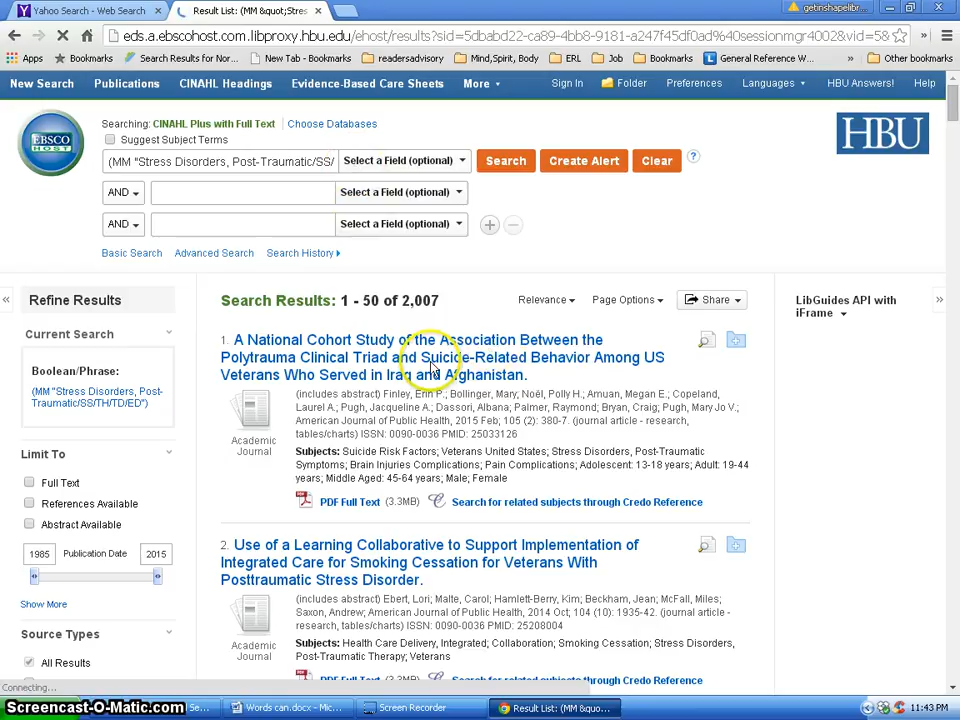 Yahoo Search - Web Search
Result List: (MM &quot;Stres
getinshapelibr...
eds.a.ebscohost.com.libproxy.hbu.edu/ehost/results?sid=5dbabd22-ca89-4bb8-9181-a247f45df0ad%40sessionmgr4002&vid=5&
Apps Bookmarks Search Results for Nor... New Tab - Bookmarks readersadvisory Mind,Spirit, Body ERL Job Bookmarks General Reference W... » Other bookmarks
New Search Publications CINAHL Headings Evidence-Based Care Sheets More Sign In Folder Preferences Languages HBU Answers! Help
Searching: CINAHL Plus with Full Text Choose Databases
Suggest Subject Terms
EBSCO HOST
HBU
(MM "Stress Disorders, Post-Traumatic/SS/ Select a Field (optional) Search Create Alert Clear ?
AND Select a Field (optional)
AND Select a Field (optional)
Basic Search Advanced Search Search History
« Refine Results
Current Search
Boolean/Phrase:
(MM "Stress Disorders, Post-
Traumatic/SS/TH/TD/ED")
Limit To
Full Text
References Available
Abstract Available
1985 Publication Date 2015
Show More
Source Types
All Results
Search Results: 1 - 50 of 2,007
Relevance Page Options Share
1. A National Cohort Study of the Association Between the
Polytrauma Clinical Triad and Suicide-Related Behavior Among US
Veterans Who Served in Iraq and Afghanistan.
(includes abstract) Finley, Erin P.; Bollinger, Mary; Noël, Polly H.; Amuan, Megan E.; Copeland,
Laurel A.; Pugh, Jacqueline A.; Dassori, Albana; Palmer, Raymond; Bryan, Craig; Pugh, Mary Jo V.;
American Journal of Public Health, 2015 Feb; 105 (2): 380-7. (journal article - research,
tables/charts) ISSN: 0090-0036 PMID: 25033126
Academic
Journal
Subjects: Suicide Risk Factors; Veterans United States; Stress Disorders, Post-Traumatic
Symptoms; Brain Injuries Complications; Pain Complications; Adolescent: 13-18 years; Adult: 19-44
years; Middle Aged: 45-64 years; Male; Female
PDF Full Text (3.3MB) Search for related subjects through Credo Reference
2. Use of a Learning Collaborative to Support Implementation of
Integrated Care for Smoking Cessation for Veterans With
Posttraumatic Stress Disorder.
(includes abstract) Ebert, Lori; Malte, Carol; Hamlett-Berry, Kim; Beckham, Jean; McFall, Miles;
Saxon, Andrew; American Journal of Public Health, 2014 Oct; 104 (10): 1935-42. (journal article -
research, tables/charts) ISSN: 0090-0036 PMID: 25208004
Academic
Journal
Subjects: Health Care Delivery, Integrated; Collaboration; Smoking Cessation; Stress Disorders,
Post-Traumatic Therapy; Veterans
PDF Full Text Search for related subjects through Credo Reference
LibGuides API with
iFrame
»
Connecting...
Screencast-O-Matic.com Se... Words can.docx - Mic... Screen Recorder Result List: (MM &quo... 11:43 PM